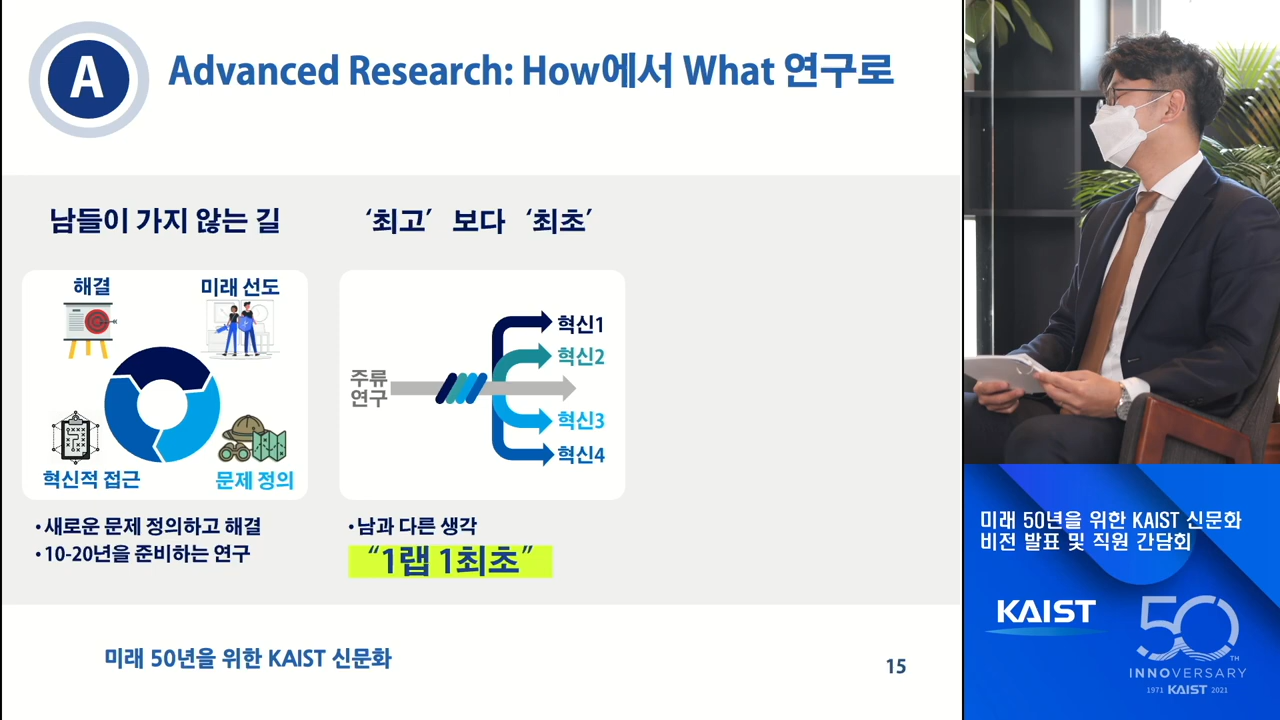 A
Advanced Research: How에서 What 연구로
남들이 가지 않는 길
해결
미래 선도
혁신적 접근
문제 정의
• 새로운 문제 정의하고 해결
• 10-20년을 준비하는 연구
‘최고’ 보다 ‘최초’
주류
연구
혁신1
혁신2
혁신3
혁신4
• 남과 다른 생각
“1랩 1최초”
미래 50년을 위한 KAIST 신문화
15
미래 50년을 위한 KAIST 신문화
비전 발표 및 직원 간담회
KAIST
50TH
INNOVERSARY
1971 KAIST 2021